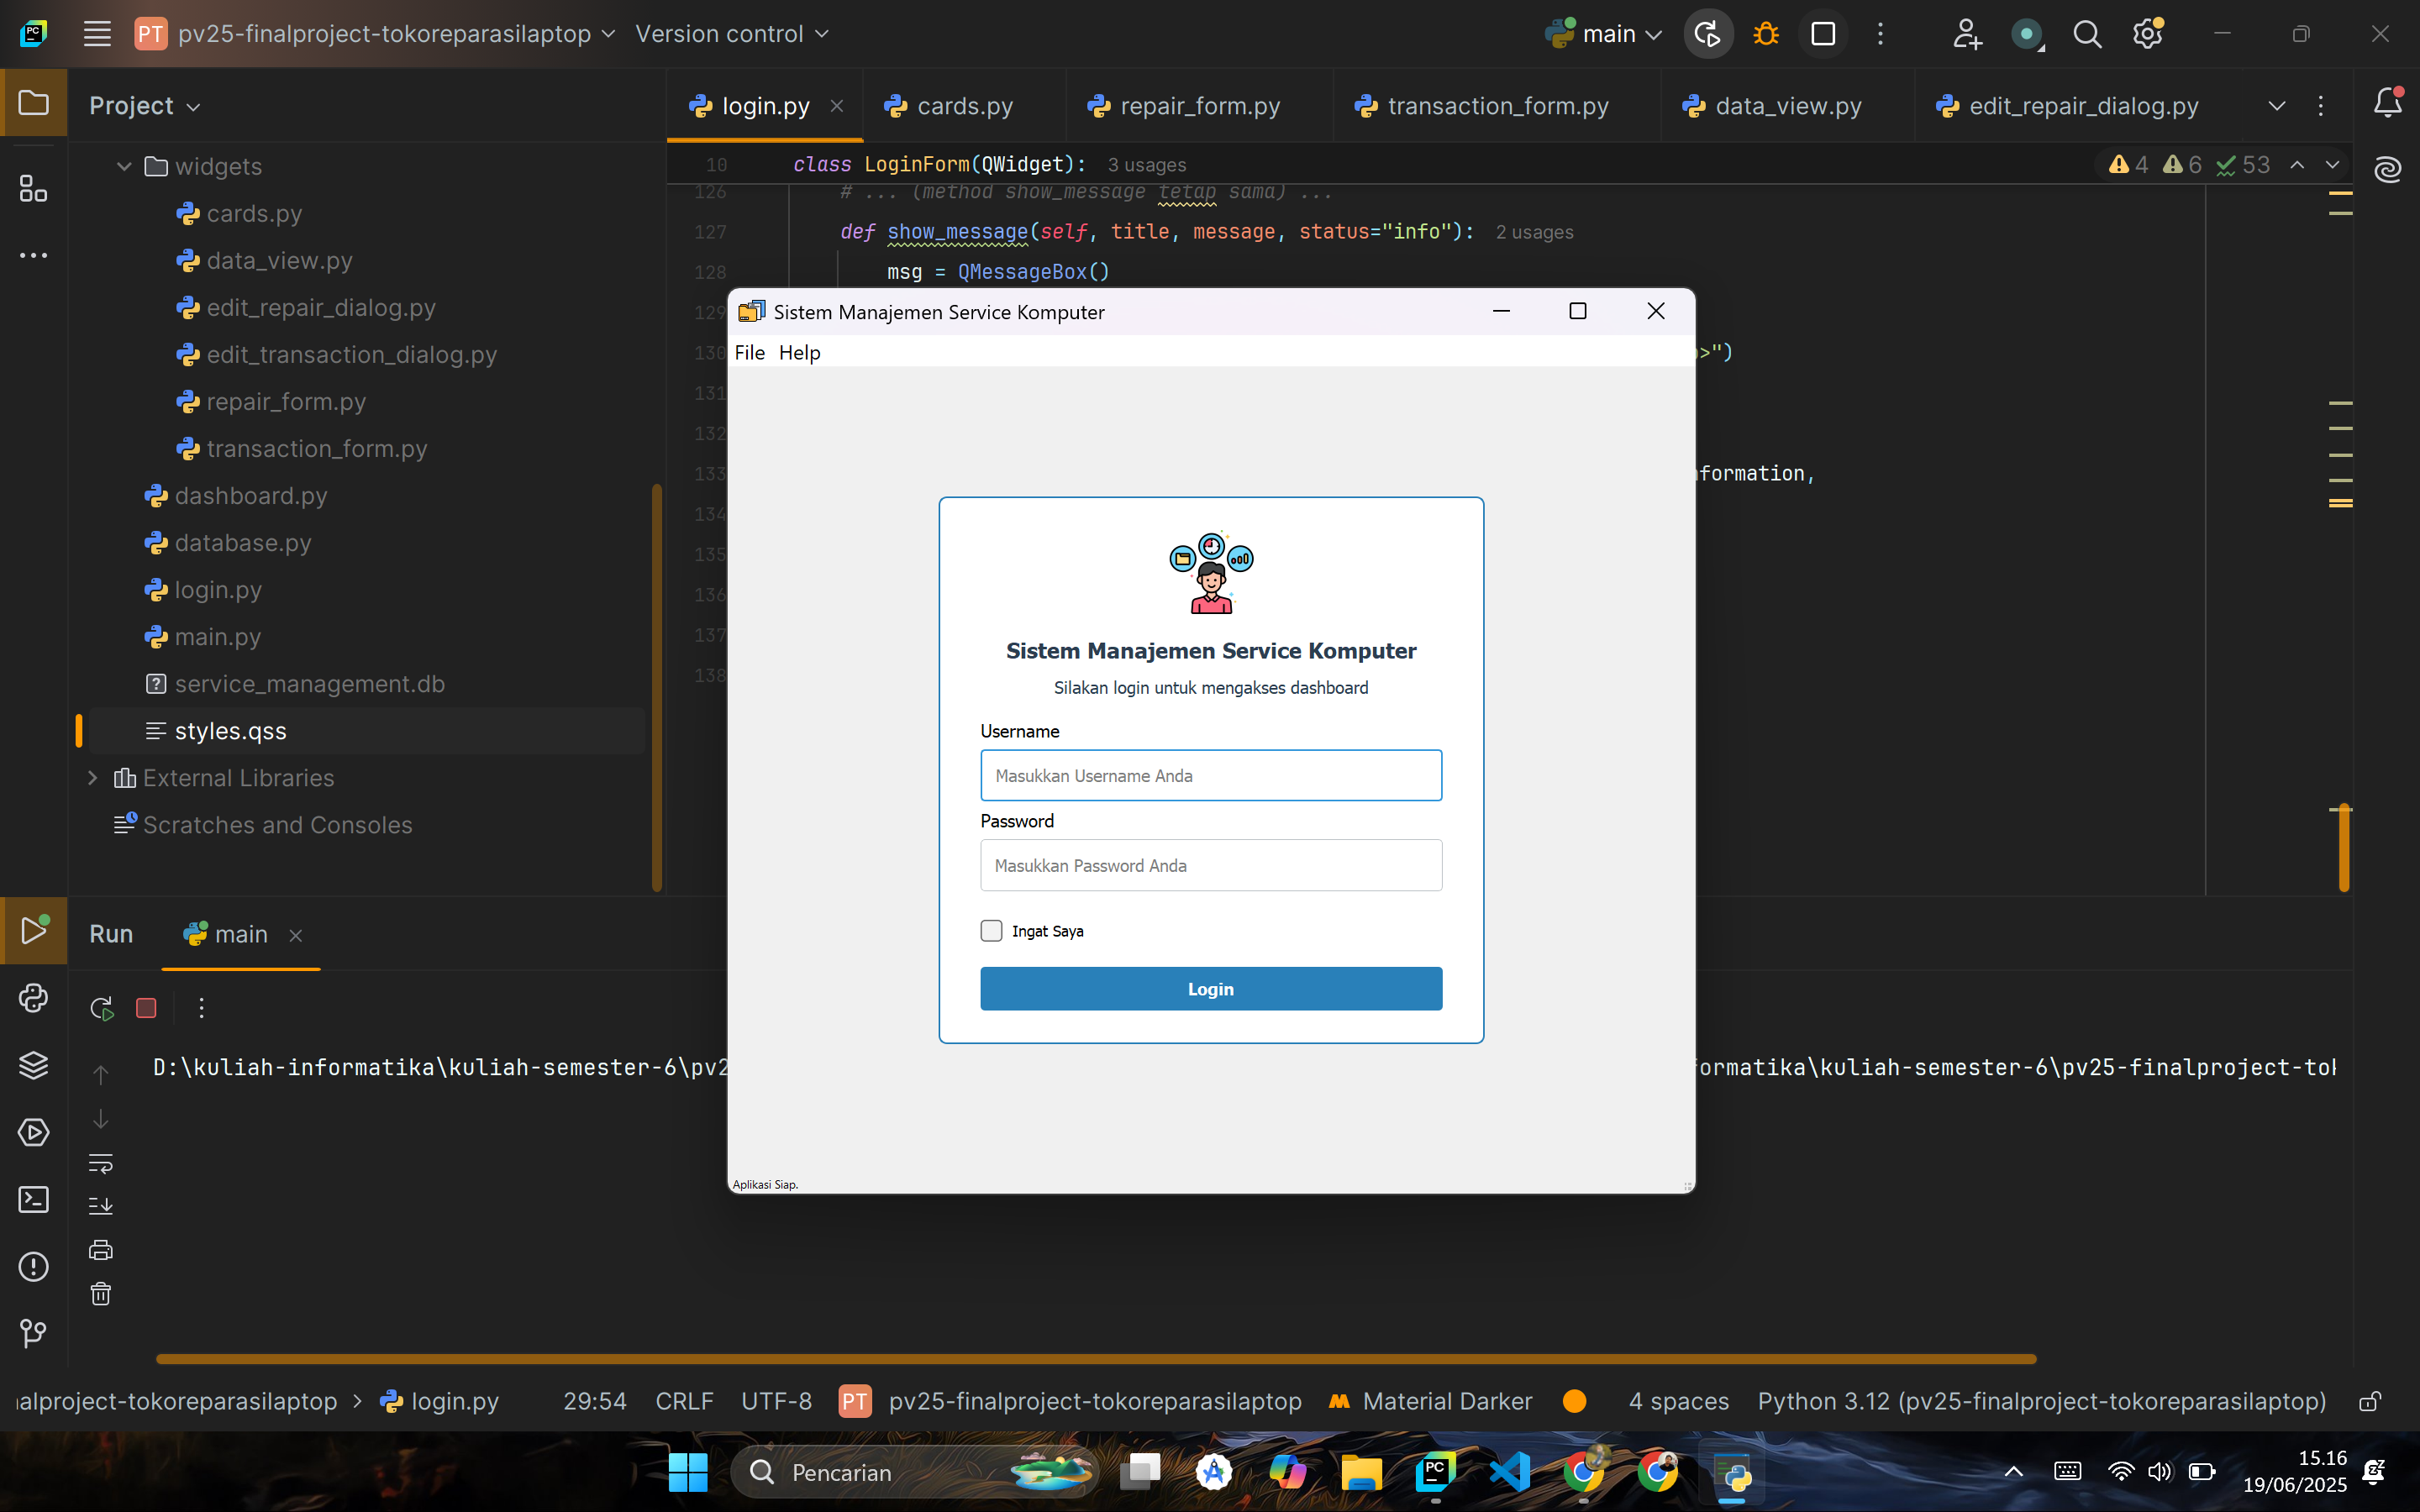 PC
PT pv25-finalproject-tokoreparasilaptop Version control
main
Project
login.py cards.py repair_form.py transaction_form.py data_view.py edit_repair_dialog.py
widgets
cards.py
data_view.py
edit_repair_dialog.py
edit_transaction_dialog.py
repair_form.py
transaction_form.py
dashboard.py
database.py
login.py
main.py
service_management.db
styles.qss
External Libraries
Scratches and Consoles
10 class LoginForm(QWidget): 3 usages
4 6 53
126 # ... (method show_message tetap sama) ...
127 def show_message(self, title, message, status="info"): 2 usages
128 msg = QMessageBox()
129
130 >")
131
132
133 nformation,
134
135
136
137
138
Sistem Manajemen Service Komputer
File Help
Sistem Manajemen Service Komputer
Silakan login untuk mengakses dashboard
Username
Masukkan Username Anda
Password
Masukkan Password Anda
Ingat Saya
Login
Aplikasi Siap.
Run main
D:\kuliah-informatika\kuliah-semester-6\pv2 formatika\kuliah-semester-6\pv25-finalproject-tok
alproject-tokoreparasilaptop > login.py 29:54 CRLF UTF-8 PT pv25-finalproject-tokoreparasilaptop Material Darker 4 spaces Python 3.12 (pv25-finalproject-tokoreparasilaptop)
Pencarian
PC
15.16
19/06/2025